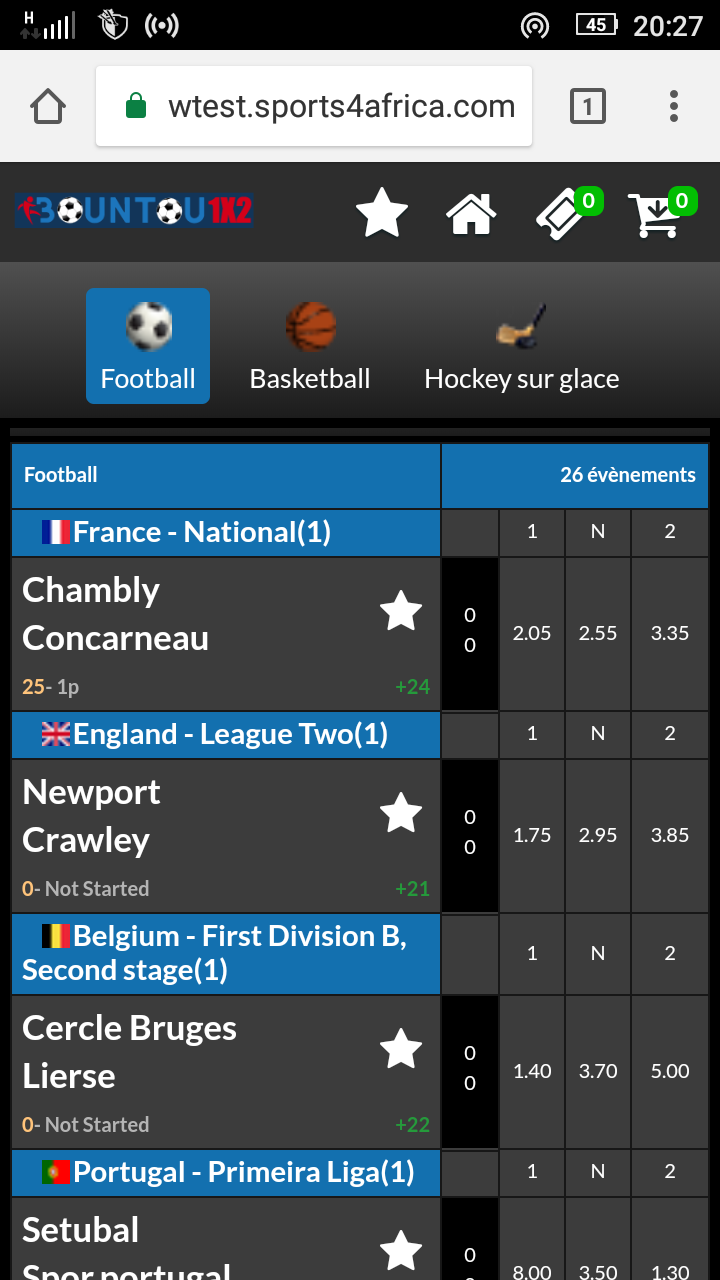 H
45
20:27
wtest.sports4africa.com
1
BOUNTOU1X2
0
0
Football
Basketball
Hockey sur glace
Football 26 évènements
France - National(1) 1 N 2
Chambly
Concarneau
0
0
2.05 2.55 3.35
25- 1p +24
England - League Two(1) 1 N 2
Newport
Crawley
0
0
1.75 2.95 3.85
0- Not Started +21
Belgium - First Division B,
Second stage(1)
1 N 2
Cercle Bruges
Lierse
0
0
1.40 3.70 5.00
0- Not Started +22
Portugal - Primeira Liga(1) 1 N 2
Setubal
Spor.portugal
0
8.00 3.50 1.30